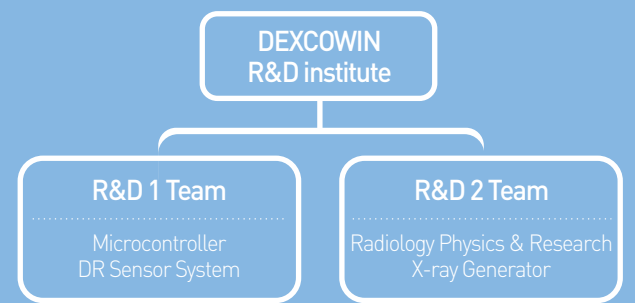 DEXCOWIN
R&D institute
R&D 1 Team
Microcontroller
DR Sensor System
R&D 2 Team
Radiology Physics & Research
X-ray Generator